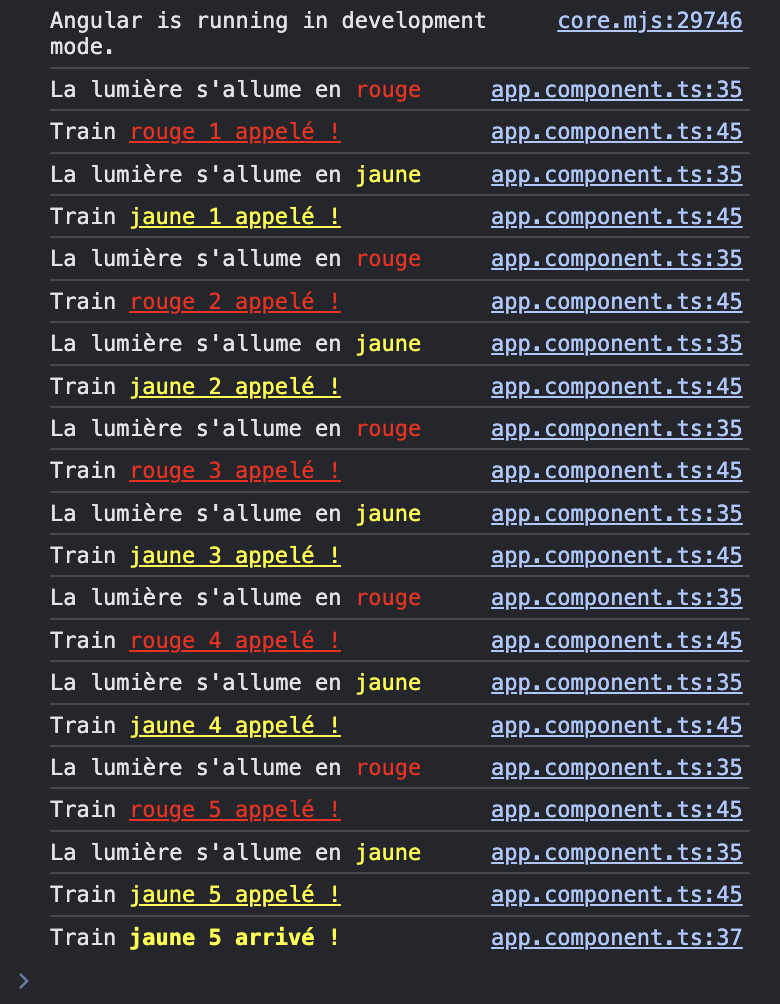 Angular is running in development core.mjs:29746
mode.
La lumière s'allume en rouge app.component.ts:35
Train rouge 1 appelé ! app.component.ts:45
La lumière s'allume en jaune app.component.ts:35
Train jaune 1 appelé ! app.component.ts:45
La lumière s'allume en rouge app.component.ts:35
Train rouge 2 appelé ! app.component.ts:45
La lumière s'allume en jaune app.component.ts:35
Train jaune 2 appelé ! app.component.ts:45
La lumière s'allume en rouge app.component.ts:35
Train rouge 3 appelé ! app.component.ts:45
La lumière s'allume en jaune app.component.ts:35
Train jaune 3 appelé ! app.component.ts:45
La lumière s'allume en rouge app.component.ts:35
Train rouge 4 appelé ! app.component.ts:45
La lumière s'allume en jaune app.component.ts:35
Train jaune 4 appelé ! app.component.ts:45
La lumière s'allume en rouge app.component.ts:35
Train rouge 5 appelé ! app.component.ts:45
La lumière s'allume en jaune app.component.ts:35
Train jaune 5 appelé ! app.component.ts:45
Train jaune 5 arrivé ! app.component.ts:37